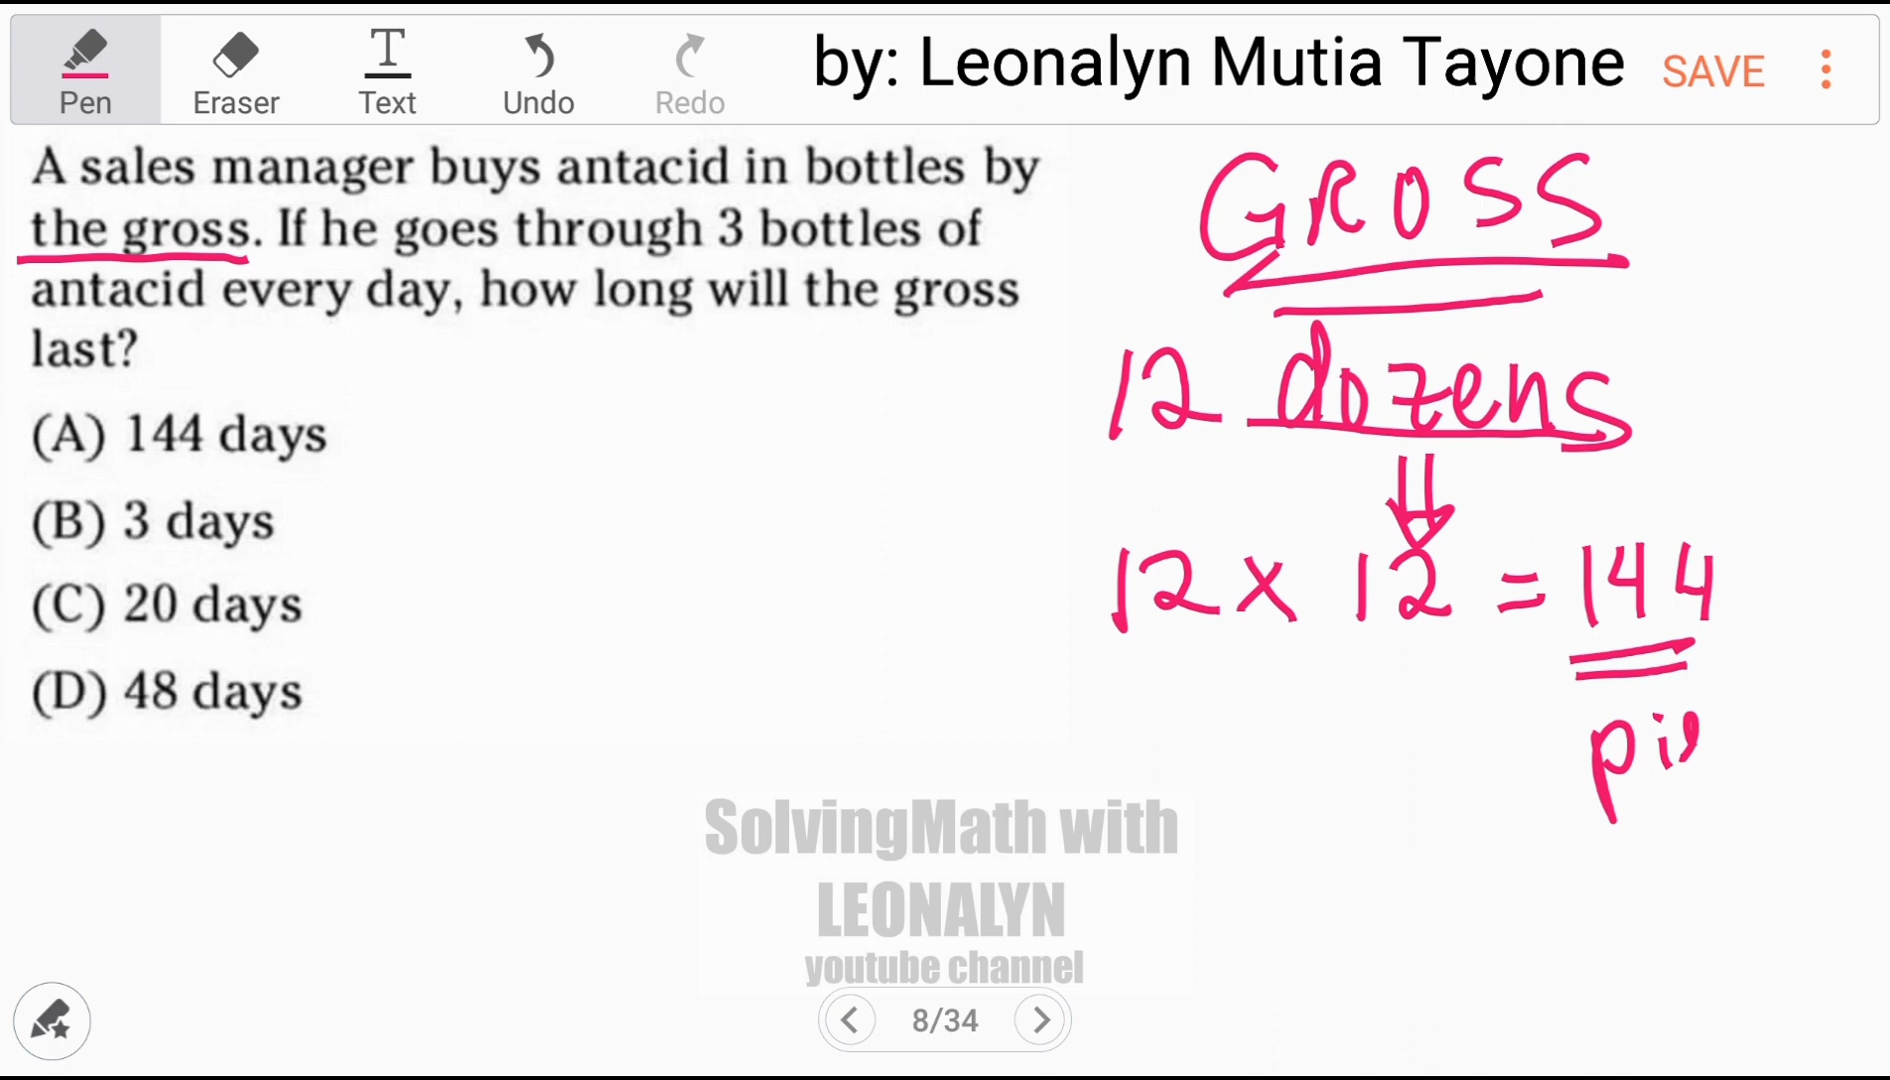 Pen
Eraser
Text
Undo
Redo
by: Leonalyn Mutia Tayone
SAVE
A sales manager buys antacid in bottles by
the gross. If he goes through 3 bottles of
antacid every day, how long will the gross
last?
(A) 144 days
(B) 3 days
(C) 20 days
(D) 48 days
GROSS
12 dozens
12 x 12 = 144
SolvingMath with
LEONALYN
youtube channel
8/34